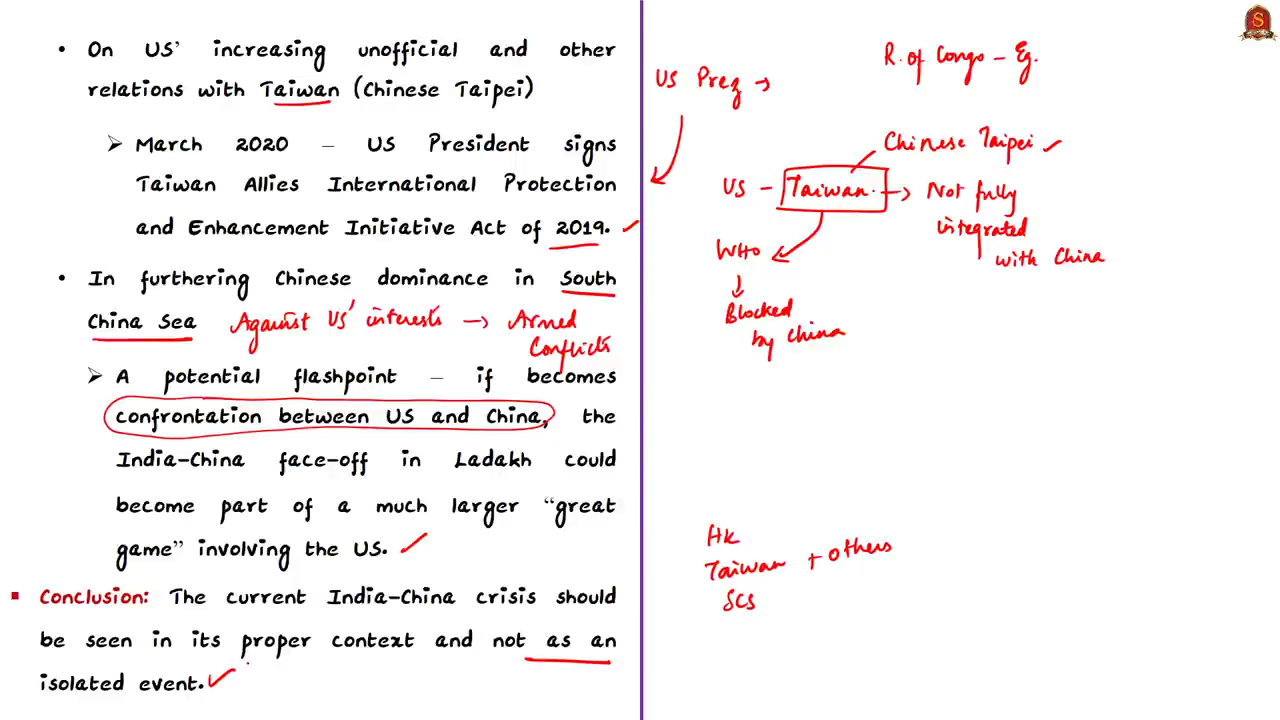 • On US' increasing unofficial and other
relations with Taiwan (Chinese Taipei)
➢ March 2020 – US President signs
Taiwan Allies International Protection
and Enhancement Initiative Act of 2019.
• In furthering Chinese dominance in South
China Sea Against US' interests → Armed
Conflicts
➢ A potential flashpoint – if becomes
confrontation between US and China, the
India-China face-off in Ladakh could
become part of a much larger "great
game" involving the US.
▪ Conclusion: The current India-China crisis should
be seen in its proper context and not as an
isolated event.
R. of Congo – Eg.
US Prez →
Chinese Taipei
US – Taiwan → Not fully
integrated
with China
WHO
Blocked
by China
HK
Taiwan + Others
SCS
S